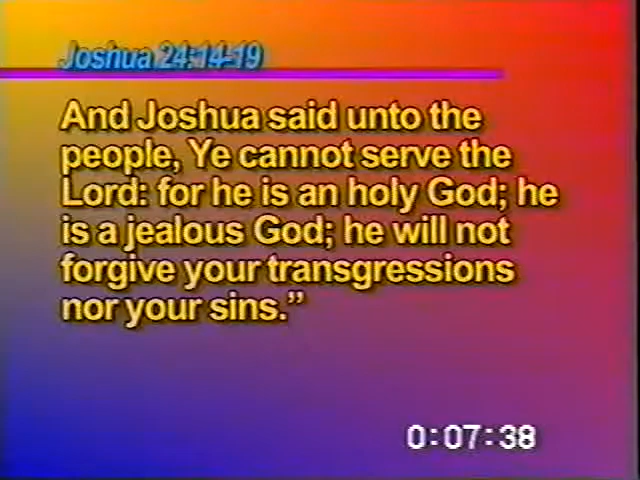 Joshua 24:14-19
And Joshua said unto the
people, Ye cannot serve the
Lord: for he is an holy God; he
is a jealous God; he will not
forgive your transgressions
nor your sins.”
0:07:38